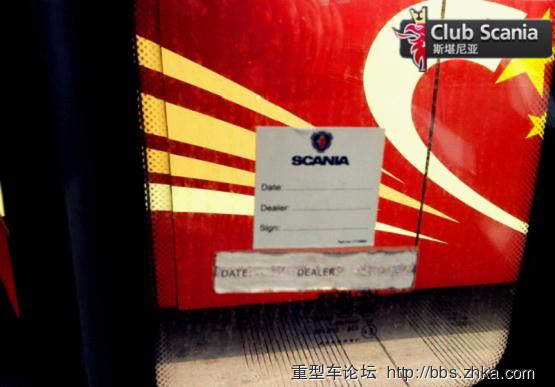 Club Scania
斯堪尼亚
SCANIA
Date:
Dealer:
Sign:
DATE DEALER
重型车论坛 http://bbs.zhka.com